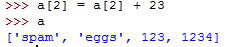 >>> a[2] = a[2] + 23
>>> a
['spam', 'eggs', 123, 1234]